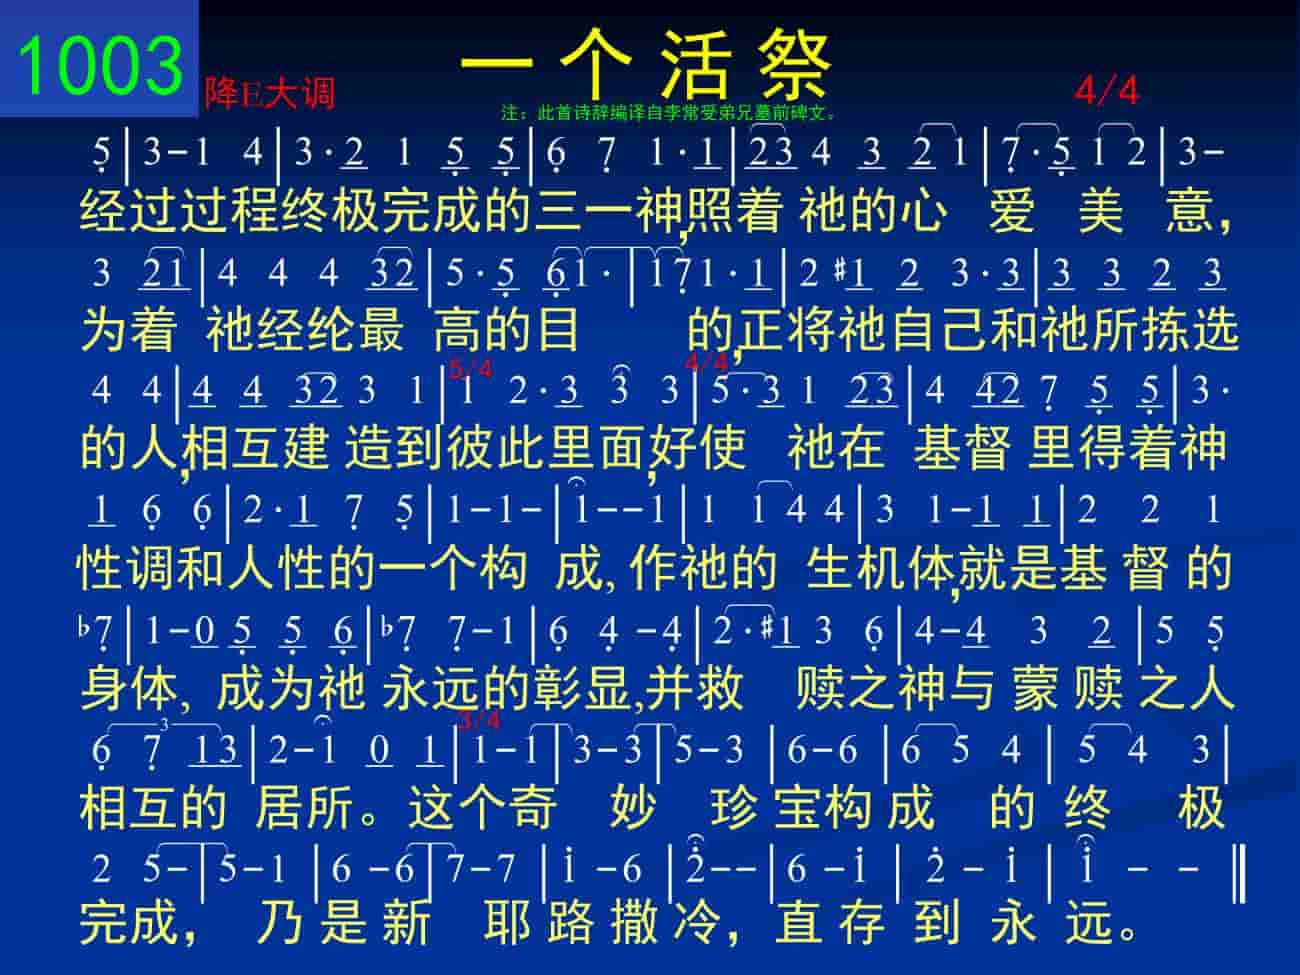 1003
一个活祭
降E大调
4/4
注：此首诗辞编译自李常受弟兄墓前碑文。
5 | 3-1 4 | 3·2 1 5 5 | 6 7 1·1 | 23 4 3 2 1 | 7·5 1 2 | 3-
经过过程终极完成的三一神,照着 祂的心 爱 美 意，
3 21 | 4 4 4 32 | 5·5 61· | 171·1 | 2 #1 2 3·3 | 3 3 2 3
为着 祂经纶最 高的目 的,正将祂自己和祂所拣选
5/4 4/4
4 4 | 4 4 32 3 1 | 1 2·3 3 3 | 5·3 1 23 | 4 42 7 5 5 | 3·
的人,相互建 造到彼此里面,好使 祂在 基督 里得着神
1 6 6 | 2·1 7 5 | 1-1- | 1--1 | 1 1 4 4 | 3 1-1 1 | 2 2 1
性调和人性的一个构 成, 作祂的 生机体,就是基 督 的
b7 | 1-0 5 5 6 | b7 7-1 | 6 4-4 | 2·#1 3 6 | 4-4 3 2 | 5 5
身体， 成为祂 永远的彰显,并救 赎之神与 蒙 赎 之 人
3 3/4
6 7 13 | 2-1 0 1 | 1-1 | 3-3 | 5-3 | 6-6 | 6 5 4 | 5 4 3 |
相互的 居所。这个奇 妙 珍 宝构 成 的 终 极
2 5- | 5-1 | 6 -6 | 7-7 | i -6 | 2-- | 6 -i | 2 - i | i - - ‖
完成， 乃 是 新 耶 路 撒 冷，直 存 到 永 远。